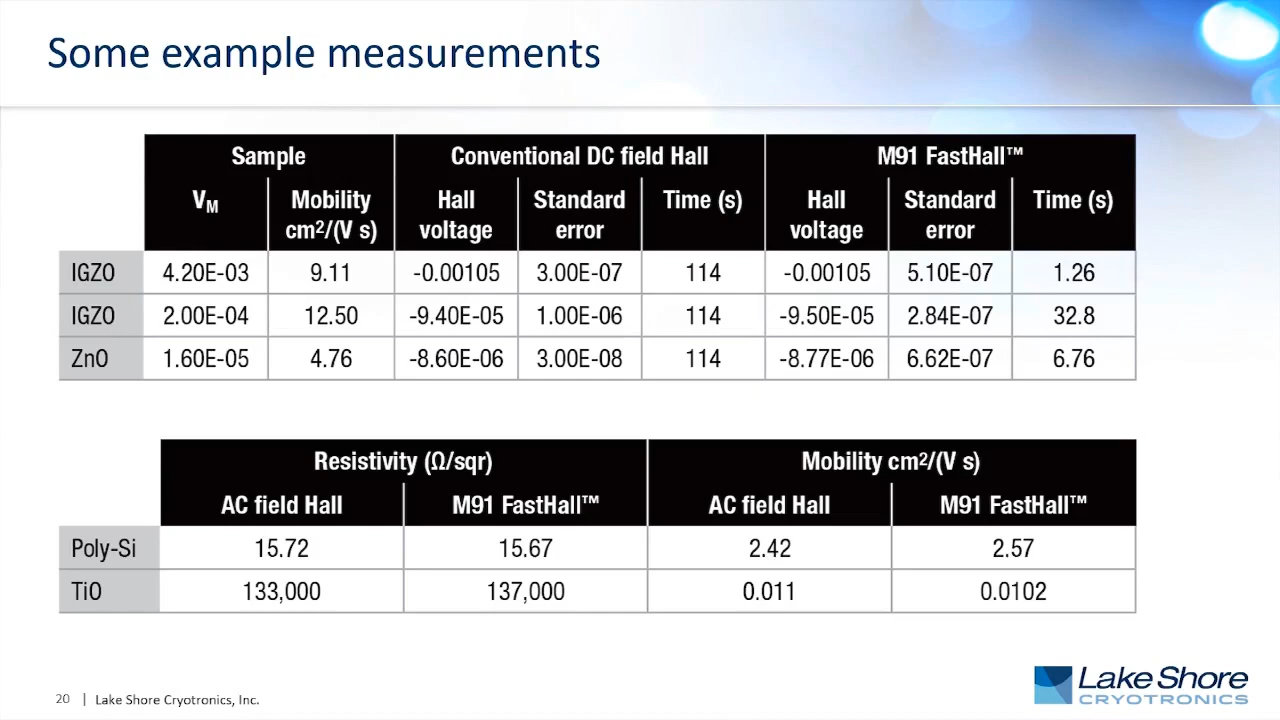 Some example measurements
Sample Conventional DC field Hall M91 FastHall™
VM Mobility cm2/(V s) Hall voltage Standard error Time (s) Hall voltage Standard error Time (s)
IGZO 4.20E-03 9.11 -0.00105 3.00E-07 114 -0.00105 5.10E-07 1.26
IGZO 2.00E-04 12.50 -9.40E-05 1.00E-06 114 -9.50E-05 2.84E-07 32.8
ZnO 1.60E-05 4.76 -8.60E-06 3.00E-08 114 -8.77E-06 6.62E-07 6.76
Resistivity (Ω/sqr) Mobility cm2/(V s)
AC field Hall M91 FastHall™ AC field Hall M91 FastHall™
Poly-Si 15.72 15.67 2.42 2.57
TiO 133,000 137,000 0.011 0.0102
20 | Lake Shore Cryotronics, Inc.
Lake Shore
CRYOTRONICS